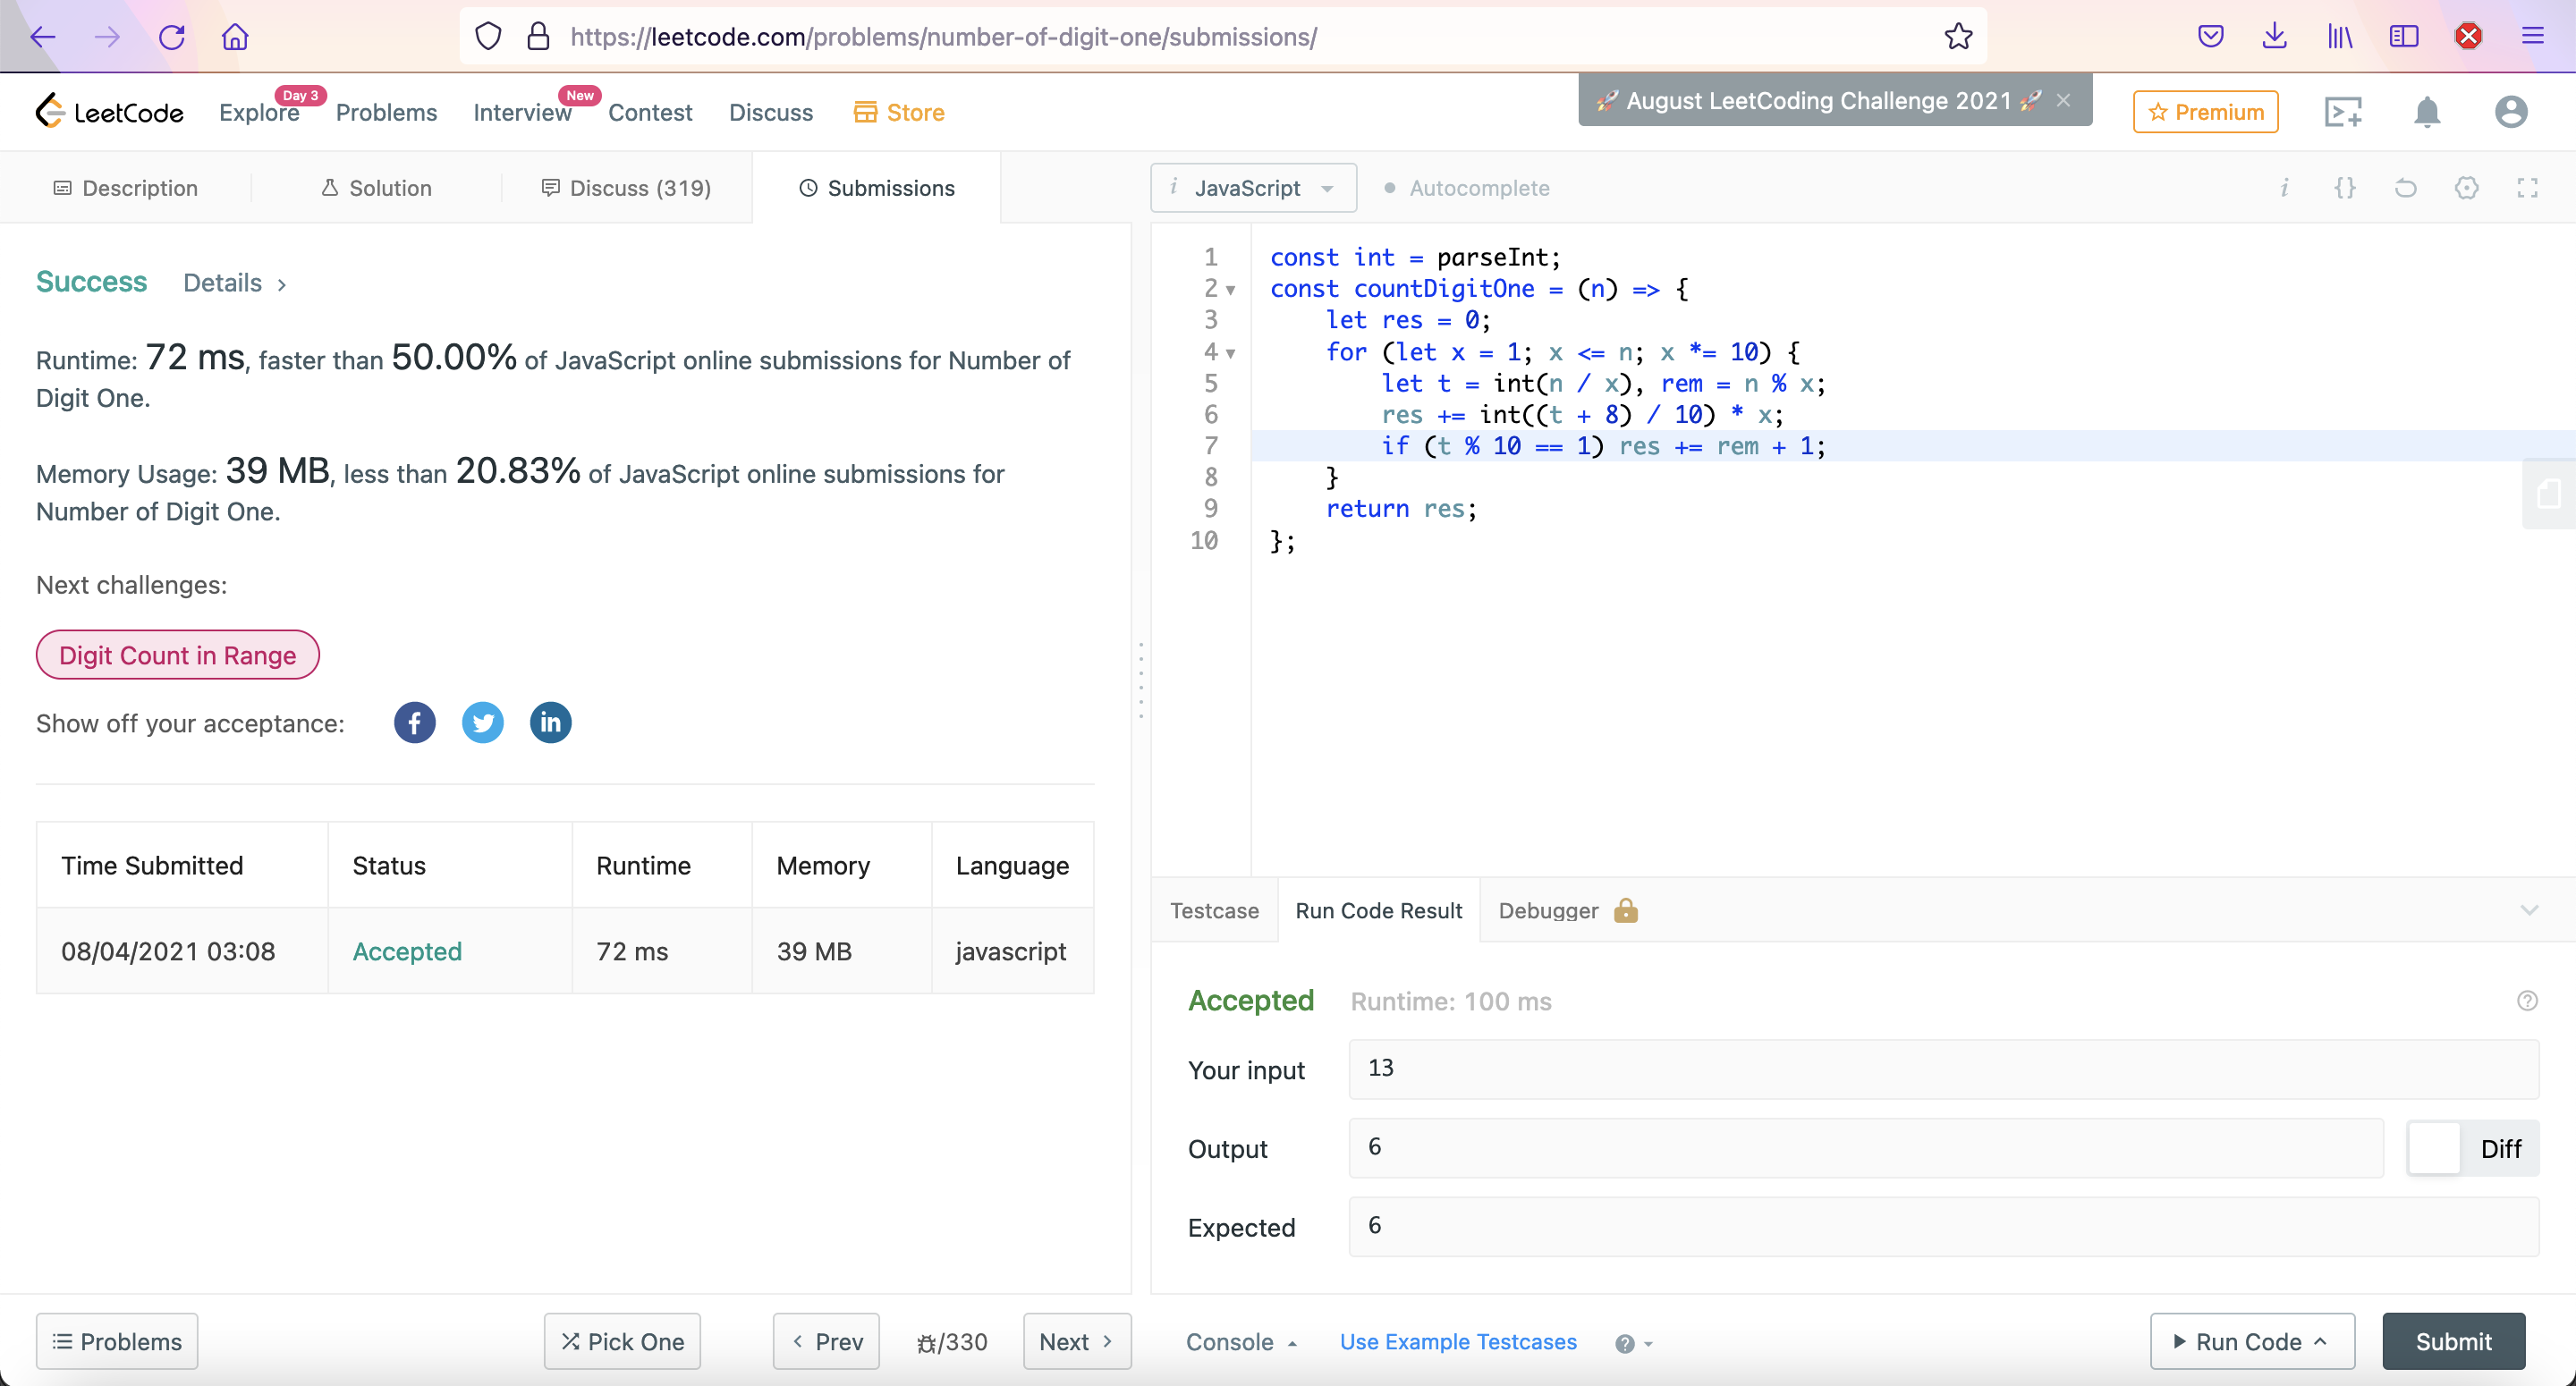 https://leetcode.com/problems/number-of-digit-one/submissions/
LeetCode
Explore
Day 3
Problems
Interview
New
Contest
Discuss
Store
🚀 August LeetCoding Challenge 2021 🚀 ×
Premium
Description
Solution
Discuss (319)
Submissions
i JavaScript
Autocomplete
Success Details >
Runtime: 72 ms, faster than 50.00% of JavaScript online submissions for Number of
Digit One.
Memory Usage: 39 MB, less than 20.83% of JavaScript online submissions for
Number of Digit One.
Next challenges:
Digit Count in Range
Show off your acceptance:
Time Submitted Status Runtime Memory Language
08/04/2021 03:08 Accepted 72 ms 39 MB javascript
1 const int = parseInt;
2 const countDigitOne = (n) => {
3 let res = 0;
4 for (let x = 1; x <= n; x *= 10) {
5 let t = int(n / x), rem = n % x;
6 res += int((t + 8) / 10) * x;
7 if (t % 10 == 1) res += rem + 1;
8 }
9 return res;
10 };
Testcase
Run Code Result
Debugger
Accepted Runtime: 100 ms
Your input 13
Output 6
Diff
Expected 6
Problems
Pick One
< Prev
/330
Next >
Console
Use Example Testcases
Run Code
Submit